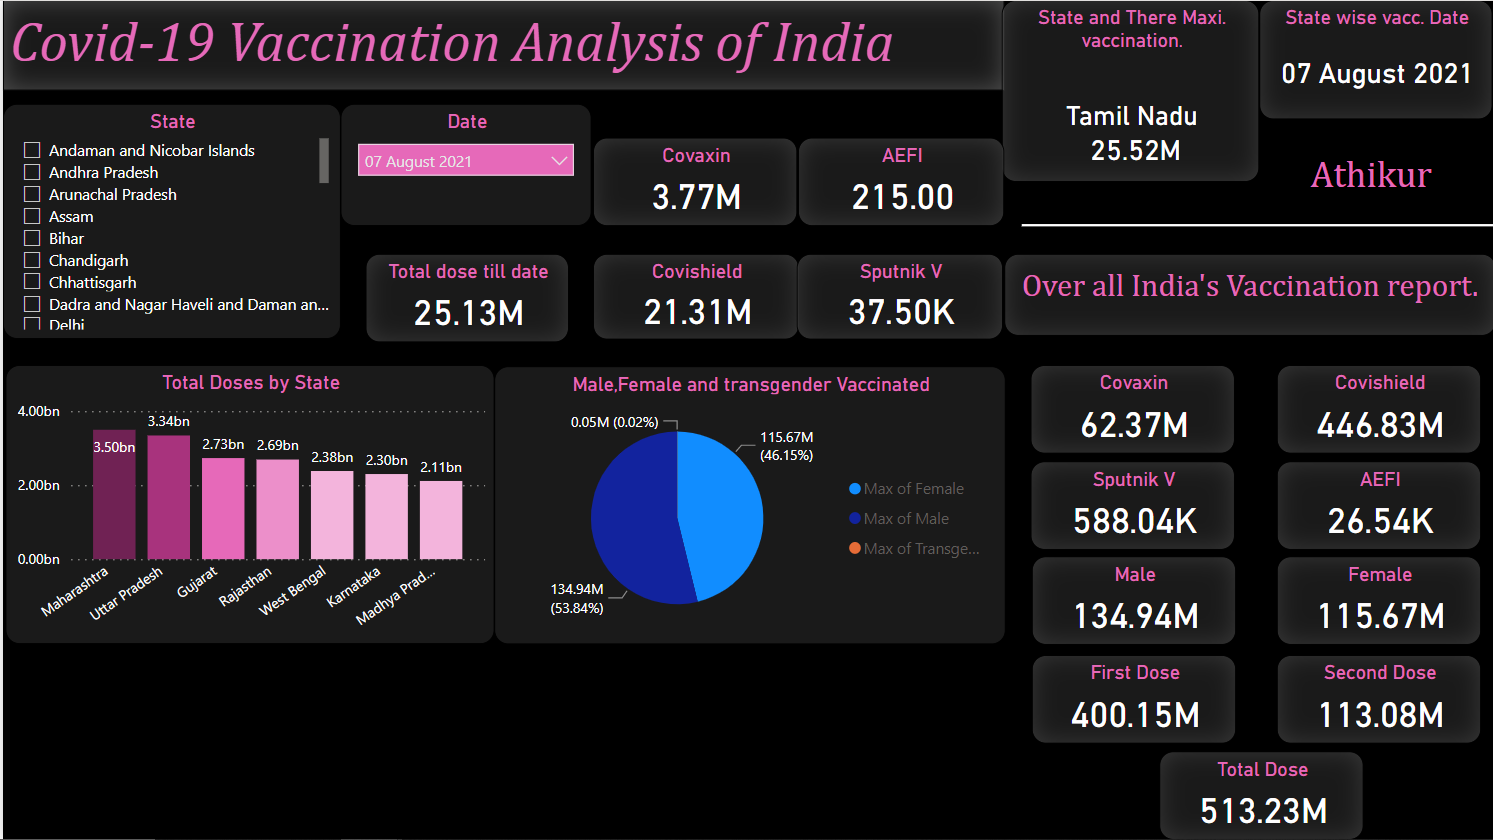 Covid-19 Vaccination Analysis of India
State and There Maxi.
vaccination.
Tamil Nadu
25.52M
State wise vacc. Date
07 August 2021
Athikur
State
Andaman and Nicobar Islands
Andhra Pradesh
Arunachal Pradesh
Assam
Bihar
Chandigarh
Chhattisgarh
Dadra and Nagar Haveli and Daman an...
Delhi
Date
07 August 2021
Covaxin
3.77M
AEFI
215.00
Total dose till date
25.13M
Covishield
21.31M
Sputnik V
37.50K
Over all India's Vaccination report.
Total Doses by State
4.00bn
2.00bn
0.00bn
3.50bn
3.34bn
2.73bn
2.69bn
2.38bn
2.30bn
2.11bn
Maharashtra
Uttar Pradesh
Gujarat
Rajasthan
West Bengal
Karnataka
Madhya Prad...
Male,Female and transgender Vaccinated
0.05M (0.02%)
115.67M
(46.15%)
134.94M
(53.84%)
Max of Female
Max of Male
Max of Transge...
Covaxin
62.37M
Covishield
446.83M
Sputnik V
588.04K
AEFI
26.54K
Male
134.94M
Female
115.67M
First Dose
400.15M
Second Dose
113.08M
Total Dose
513.23M